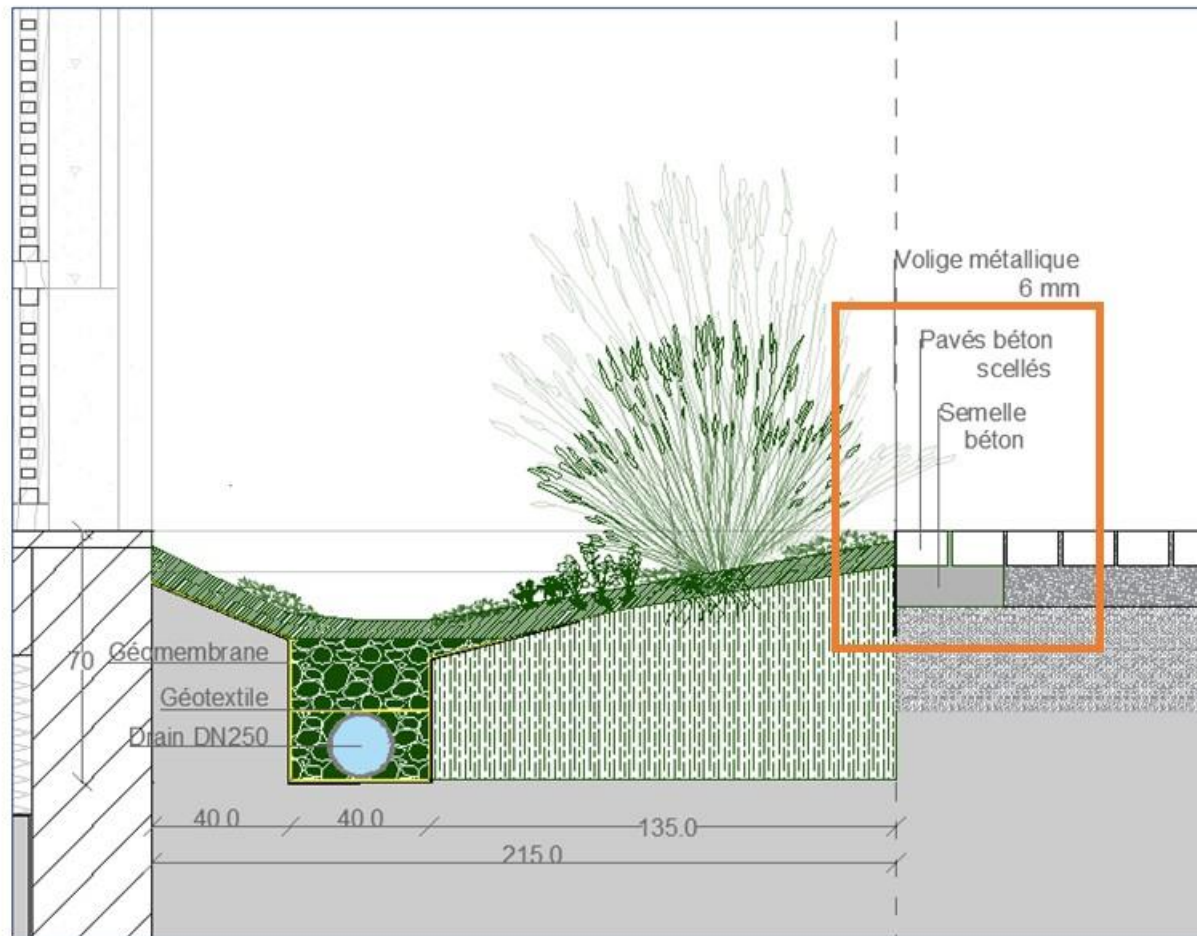 Volige métallique
6 mm
Pavés béton
scellés
Semelle
béton
Géomembrane
70
Géotextile
Drain DN250
40.0
40.0
135.0
215.0